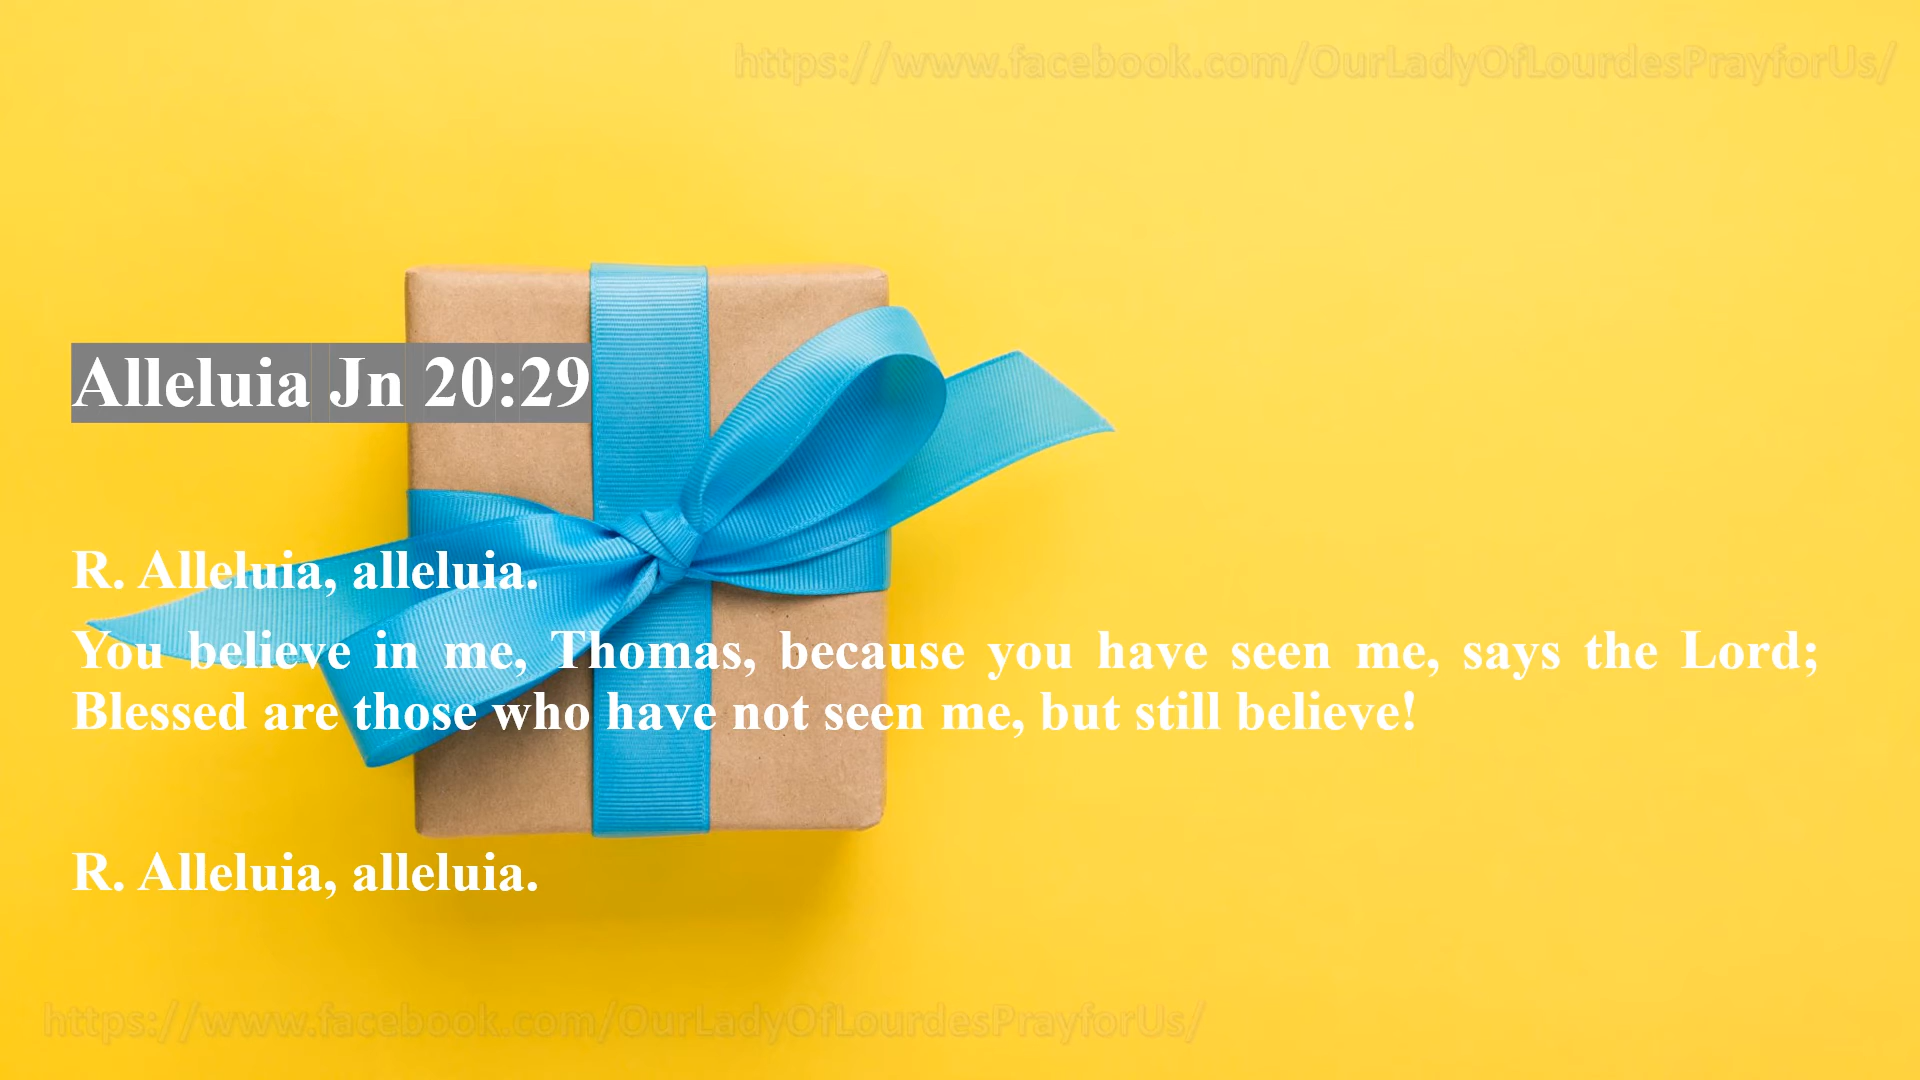 https://www.facebook.com/OurLadyOfLourdesPrayforUs/
Alleluia Jn 20:29
R. Alleluia, alleluia.
You believe in me, Thomas, because you have seen me, says the Lord;
Blessed are those who have not seen me, but still believe!
R. Alleluia, alleluia.
https://www.facebook.com/OurLadyOfLourdesPrayforUs/